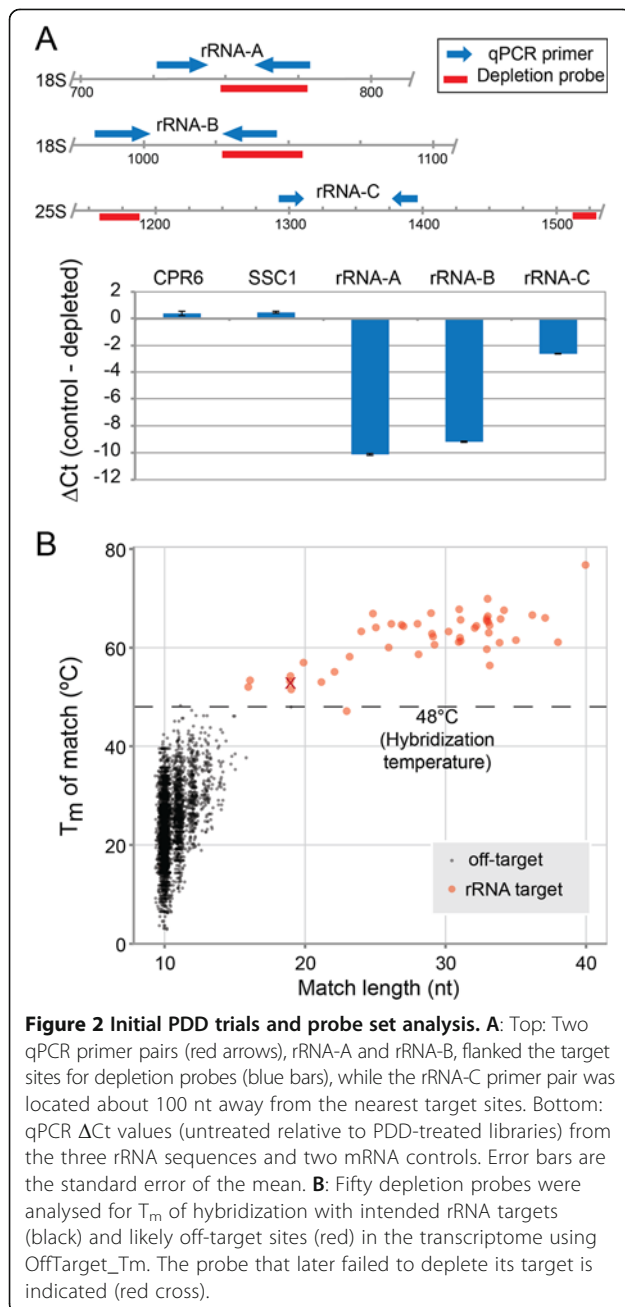 A
rRNA-A
qPCR primer
Depletion probe
18S
700
800
rRNA-B
18S
1000
1100
rRNA-C
25S
1200
1300
1400
1500
CPR6 SSC1 rRNA-A rRNA-B rRNA-C
2
0
-2
-4
-6
-8
-10
-12
ΔCt (control - depleted)
B
80
60
40
20
0
Tm of match (ºC)
48°C
(Hybridization
temperature)
off-target
rRNA target
10 20 30 40
Match length (nt)
Figure 2 Initial PDD trials and probe set analysis. A: Top: Two
qPCR primer pairs (red arrows), rRNA-A and rRNA-B, flanked the target
sites for depletion probes (blue bars), while the rRNA-C primer pair was
located about 100 nt away from the nearest target sites. Bottom:
qPCR ΔCt values (untreated relative to PDD-treated libraries) from
the three rRNA sequences and two mRNA controls. Error bars are
the standard error of the mean. B: Fifty depletion probes were
analysed for Tm of hybridization with intended rRNA targets
(black) and likely off-target sites (red) in the transcriptome using
OffTarget_Tm. The probe that later failed to deplete its target is
indicated (red cross).